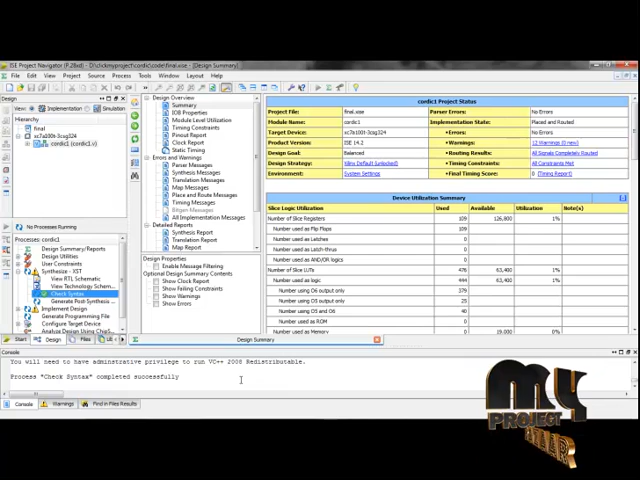 ISE Project Navigator (P.28xd) - D:\clickmyproject\cordic\code\final.xise - [Design Summary]
File Edit View Project Source Process Tools Window Layout Help
Design
View: Implementation Simulation
Hierarchy
final
xc7a100t-3csg324
cordic1 (cordic1.v)
No Processes Running
Processes: cordic1
Design Summary/Reports
Design Utilities
User Constraints
Synthesize - XST
View RTL Schematic
View Technology Schem...
Check Syntax
Generate Post-Synthesis ...
Implement Design
Generate Programming File
Configure Target Device
Analyze Design Using Chi...
Start Design Files
Design Overview
Summary
IOB Properties
Module Level Utilization
Timing Constraints
Pinout Report
Clock Report
Static Timing
Errors and Warnings
Parser Messages
Synthesis Messages
Translation Messages
Map Messages
Place and Route Messages
Timing Messages
Bitgen Messages
All Implementation Messages
Detailed Reports
Synthesis Report
Translation Report
Map Report
Design Properties
Enable Message Filtering
Optional Design Summary Contents
Show Clock Report
Show Failing Constraints
Show Warnings
Show Errors
cordic1 Project Status
Project File: final.xise Parser Errors: No Errors
Module Name: cordic1 Implementation State: Placed and Routed
Target Device: xc7a100t-3csg324 • Errors: No Errors
Product Version: ISE 14.2 • Warnings: 12 Warnings (0 new)
Design Goal: Balanced • Routing Results: All Signals Completely Routed
Design Strategy: Xilinx Default (unlocked) • Timing Constraints: All Constraints Met
Environment: System Settings • Final Timing Score: 0 (Timing Report)
Device Utilization Summary
Slice Logic Utilization Used Available Utilization Note(s)
Number of Slice Registers 109 126,800 1%
Number used as Flip Flops 109
Number used as Latches 0
Number used as Latch-thrus 0
Number used as AND/OR logics 0
Number of Slice LUTs 476 63,400 1%
Number used as logic 444 63,400 1%
Number using O6 output only 379
Number using O5 output only 25
Number using O5 and O6 40
Number used as ROM 0
Number used as Memory 0 19,000 0%
Design Summary
Console
You will need to have adminstrative privilege to run VC++ 2008 Redistributable.
Process "Check Syntax" completed successfully
Console Warnings Find in Files Results
MY
PROJECT